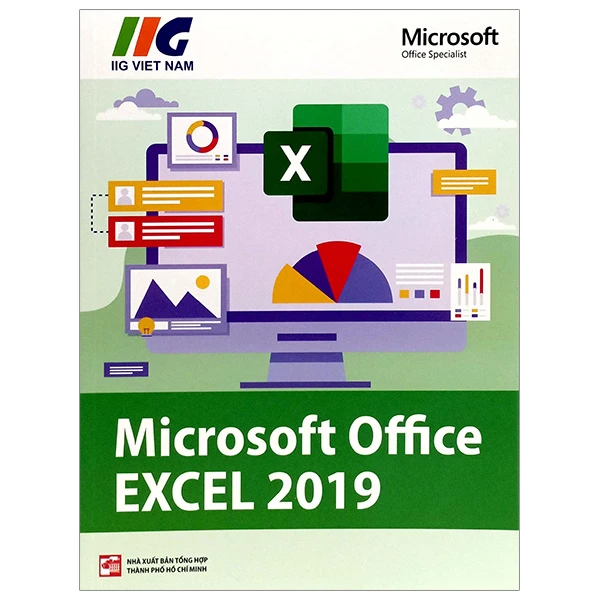 IIG
IIG VIET NAM
Microsoft
Office Specialist
X
Microsoft Office
EXCEL 2019
NHÀ XUẤT BẢN TỔNG HỢP
THÀNH PHỐ HỒ CHÍ MINH